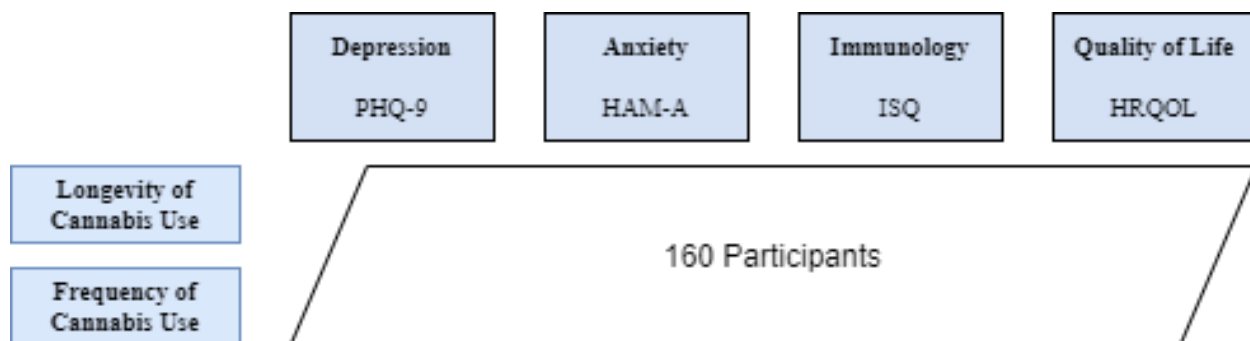 Depression
PHQ-9
Anxiety
HAM-A
Immunology
ISQ
Quality of Life
HRQOL
Longevity of
Cannabis Use
160 Participants
Frequency of
Cannabis Use